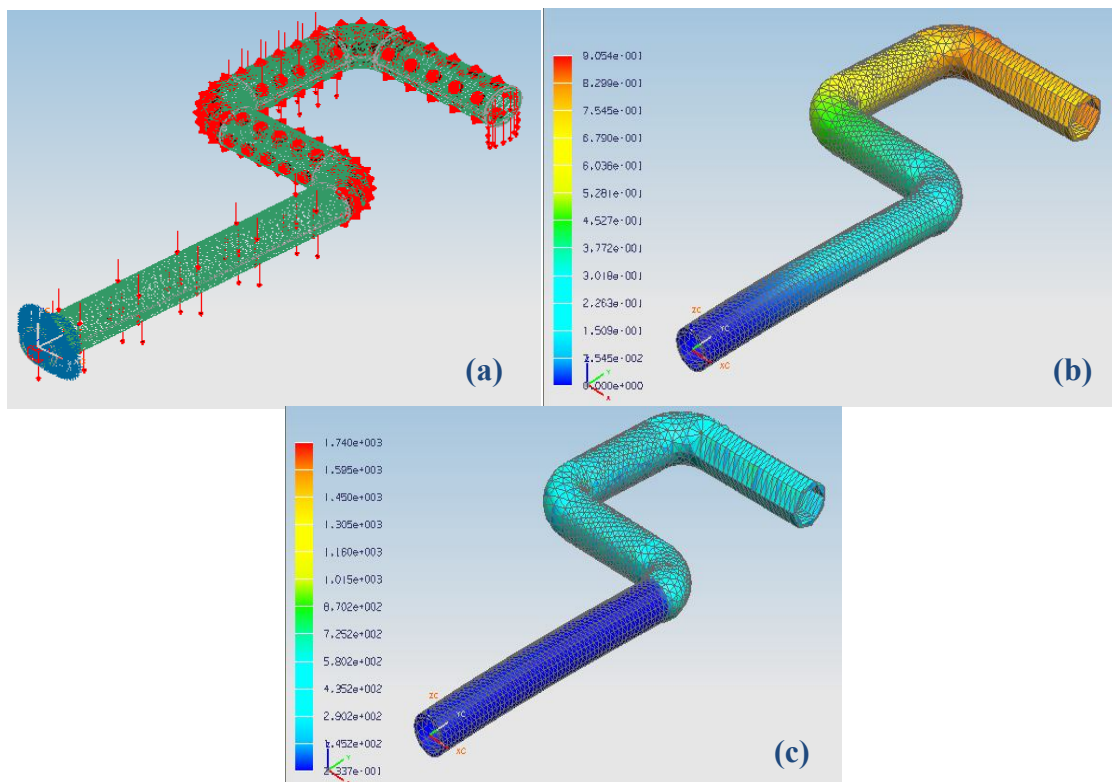 (a)
9.054e-001
8.299e-001
7.545e-001
6.790e-001
6.036e-001
5.281e-001
4.527e-001
3.772e-001
3.018e-001
2.263e-001
1.509e-001
7.545e-002
0.000e+000
ZC
YC
XC
Z
Y
X
(b)
1.740e+003
1.595e+003
1.450e+003
1.305e+003
1.160e+003
1.015e+003
8.702e+002
7.252e+002
5.802e+002
4.352e+002
2.902e+002
1.452e+002
2.337e-001
ZC
YC
XC
Y
(c)